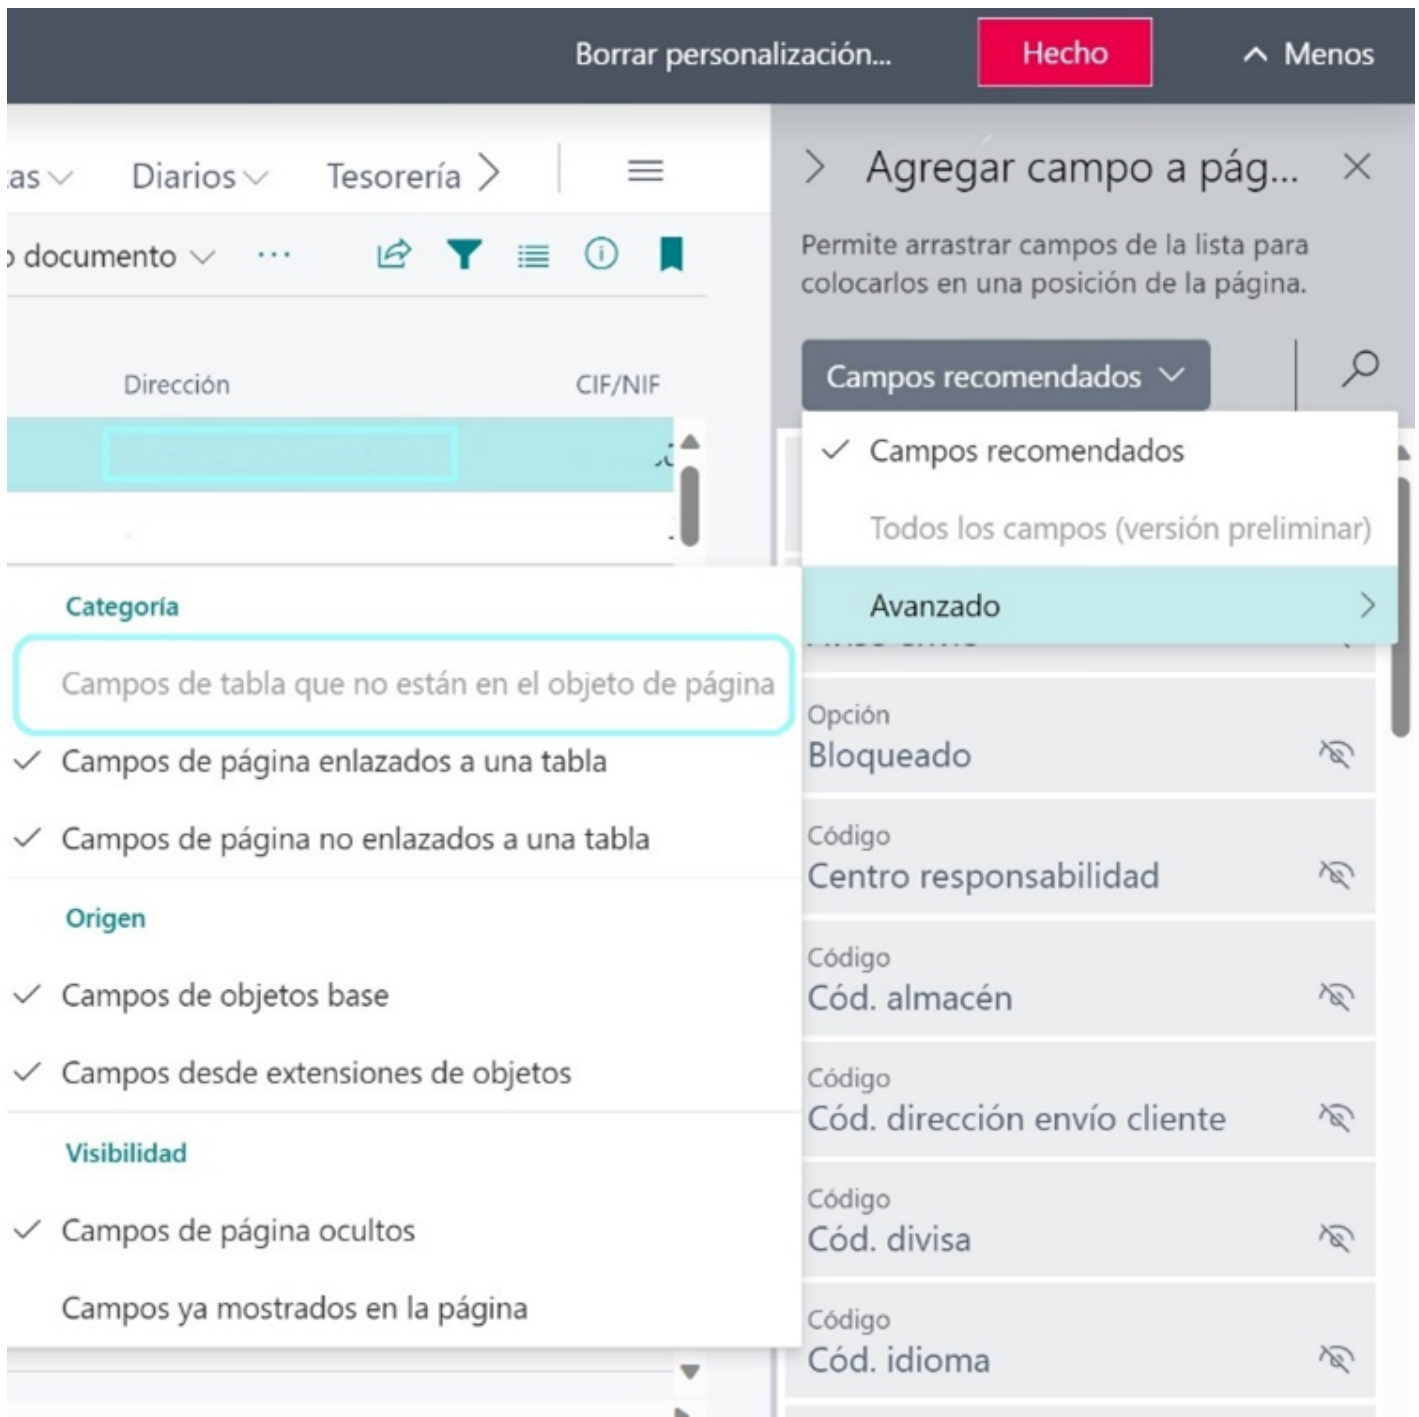 Borrar personalización...
Hecho
Menos
as
Diarios
Tesorería
documento
...
Dirección
CIF/NIF
Agregar campo a pág...
Permite arrastrar campos de la lista para
colocarlos en una posición de la página.
Campos recomendados
Campos recomendados
Todos los campos (versión preliminar)
Avanzado
Categoría
Campos de tabla que no están en el objeto de página
Campos de página enlazados a una tabla
Campos de página no enlazados a una tabla
Origen
Campos de objetos base
Campos desde extensiones de objetos
Visibilidad
Campos de página ocultos
Campos ya mostrados en la página
Opción
Bloqueado
Código
Centro responsabilidad
Código
Cód. almacén
Código
Cód. dirección envío cliente
Código
Cód. divisa
Código
Cód. idioma